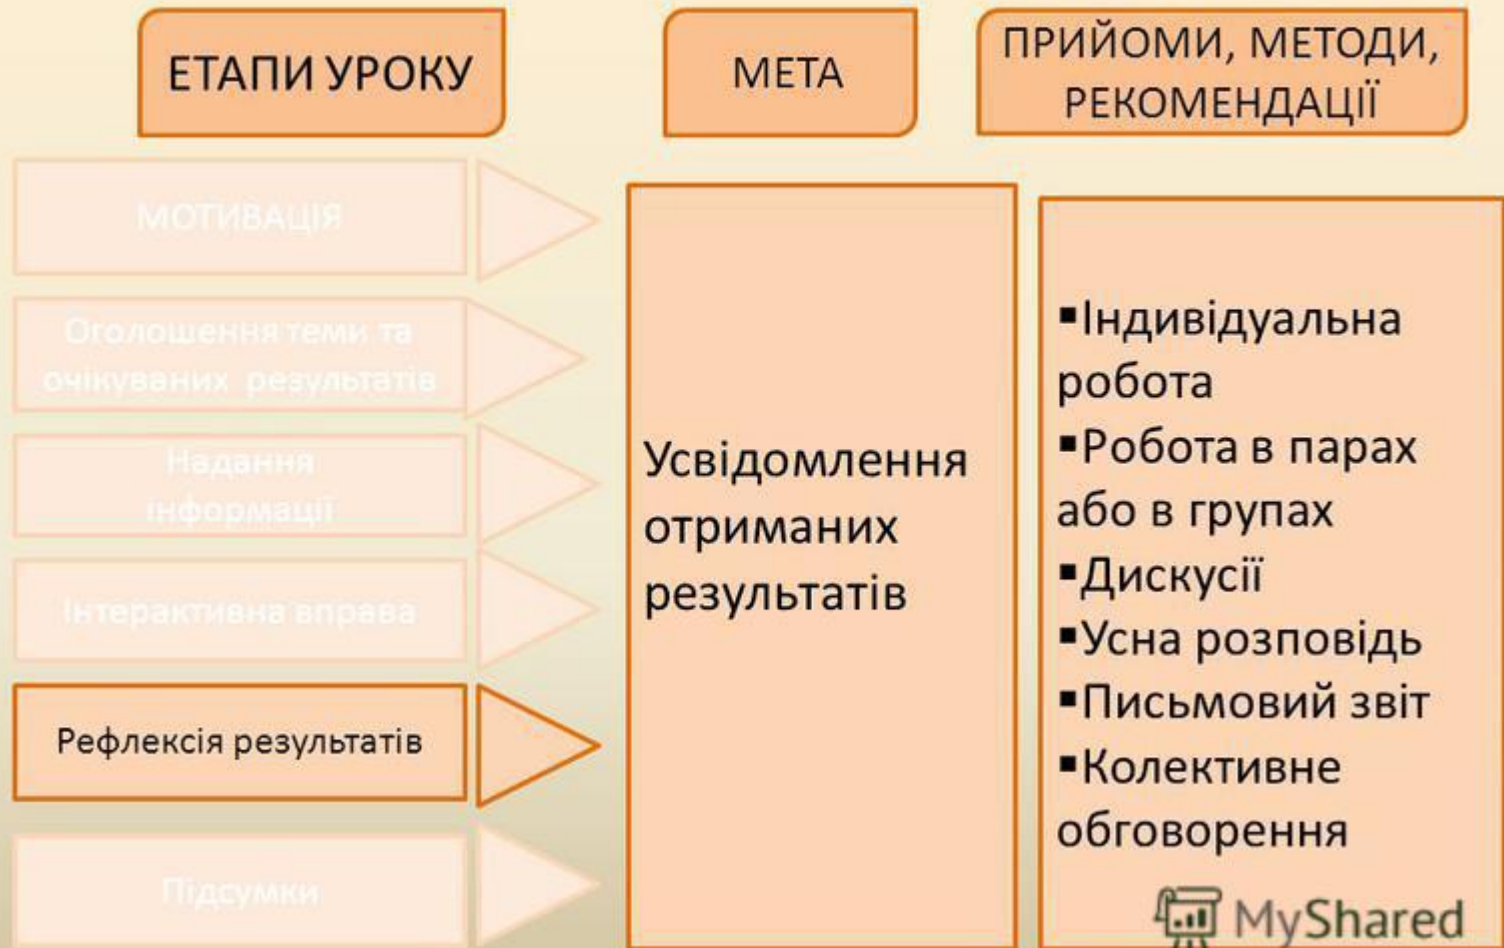 ЕТАПИ УРОКУ
МЕТА
ПРИЙОМИ, МЕТОДИ,
РЕКОМЕНДАЦІЇ
МОТИВАЦІЯ
Оголошення теми та
очікуваних результатів
Надання
інформації
Інтерактивна вправа
Рефлексія результатів
Підсумки
Усвідомлення
отриманих
результатів
▪Індивідуальна
робота
▪Робота в парах
або в групах
▪Дискусії
▪Усна розповідь
▪Письмовий звіт
▪Колективне
обговорення
MyShared